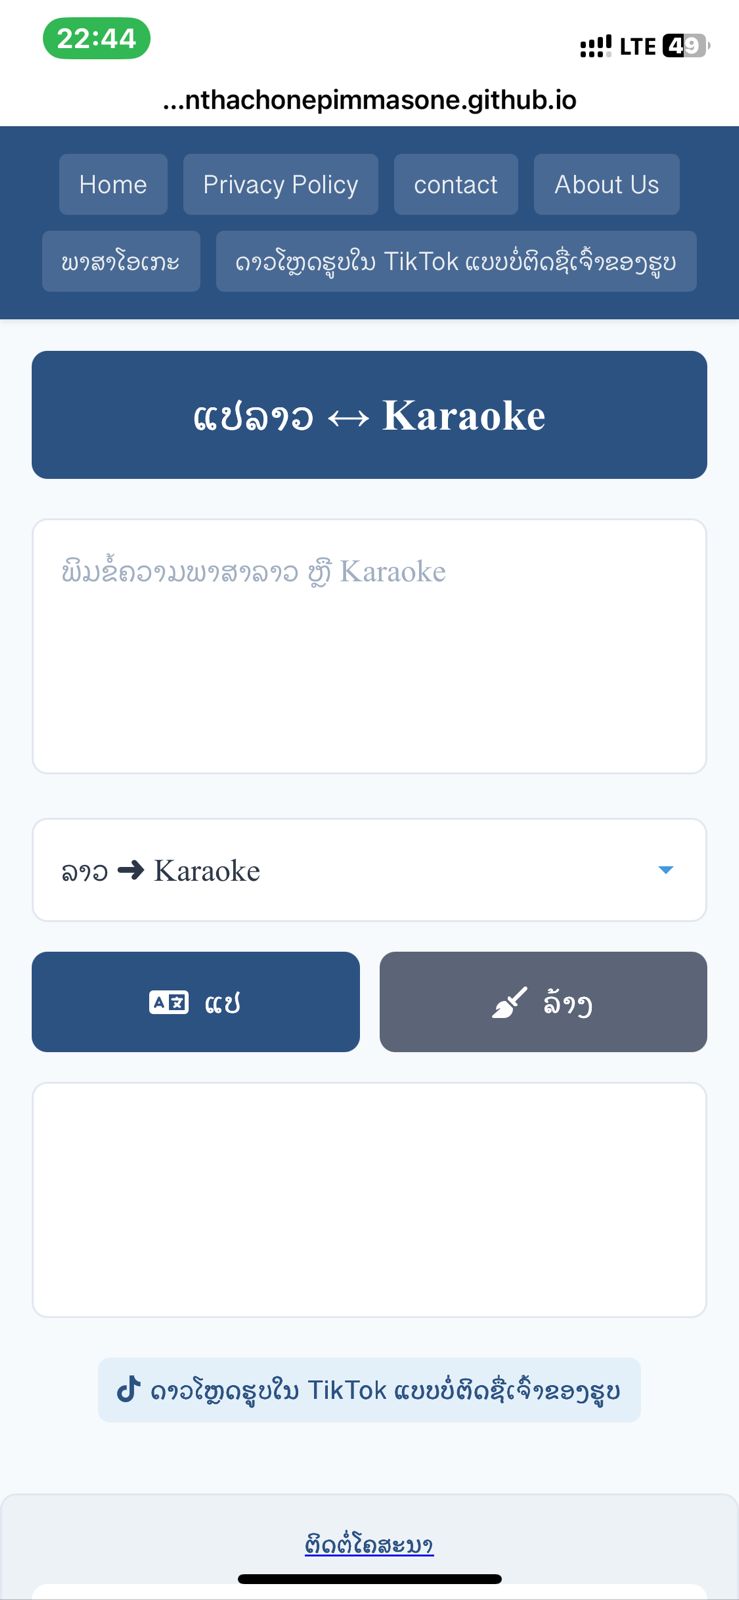 22:44 LTE 49
...nthachonepimmasone.github.io
Home Privacy Policy contact About Us
ພາສາໂອເກະ ດາວໂຫຼດຮູບໃນ TikTok ແບບບໍ່ຕິດຊື່ເຈົ້າຂອງຮູບ
ແປລາວ ↔ Karaoke
ພິມຂໍ້ຄວາມພາສາລາວ ຫຼື Karaoke
ລາວ ➜ Karaoke
ແປ ລ້າງ
ດາວໂຫຼດຮູບໃນ TikTok ແບບບໍ່ຕິດຊື່ເຈົ້າຂອງຮູບ
ຕິດຕໍ່ໂຄສະນາ